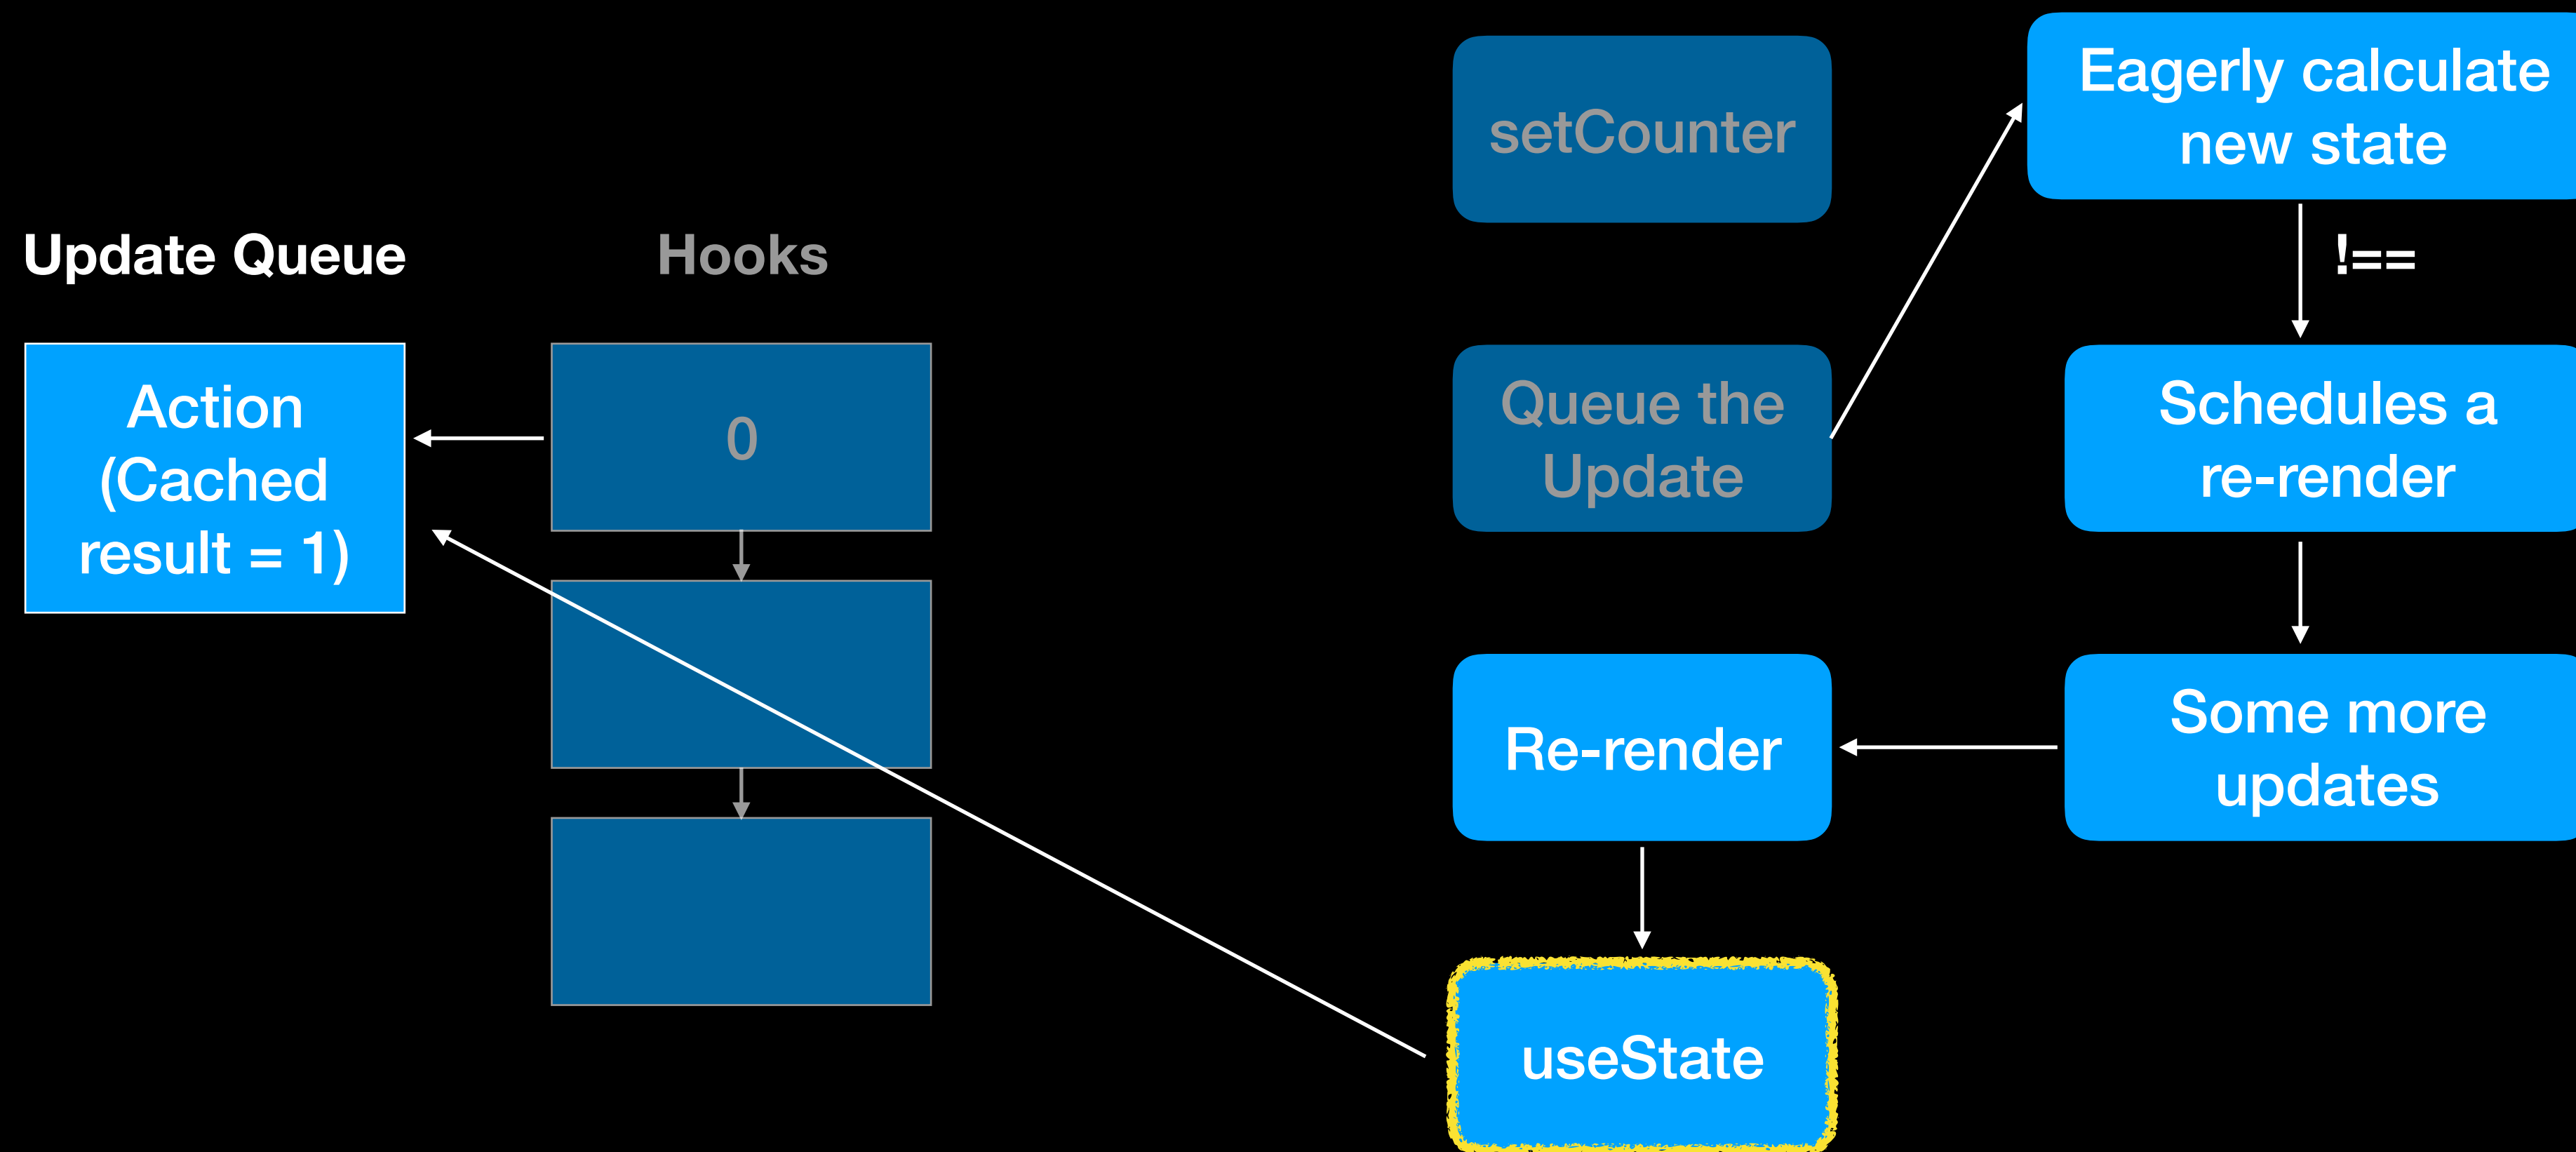 Update Queue
Action
(Cached
result = 1)
Hooks
0
setCounter
Queue the
Update
Eagerly calculate
new state
!==
Schedules a
re-render
Some more
updates
Re-render
useState